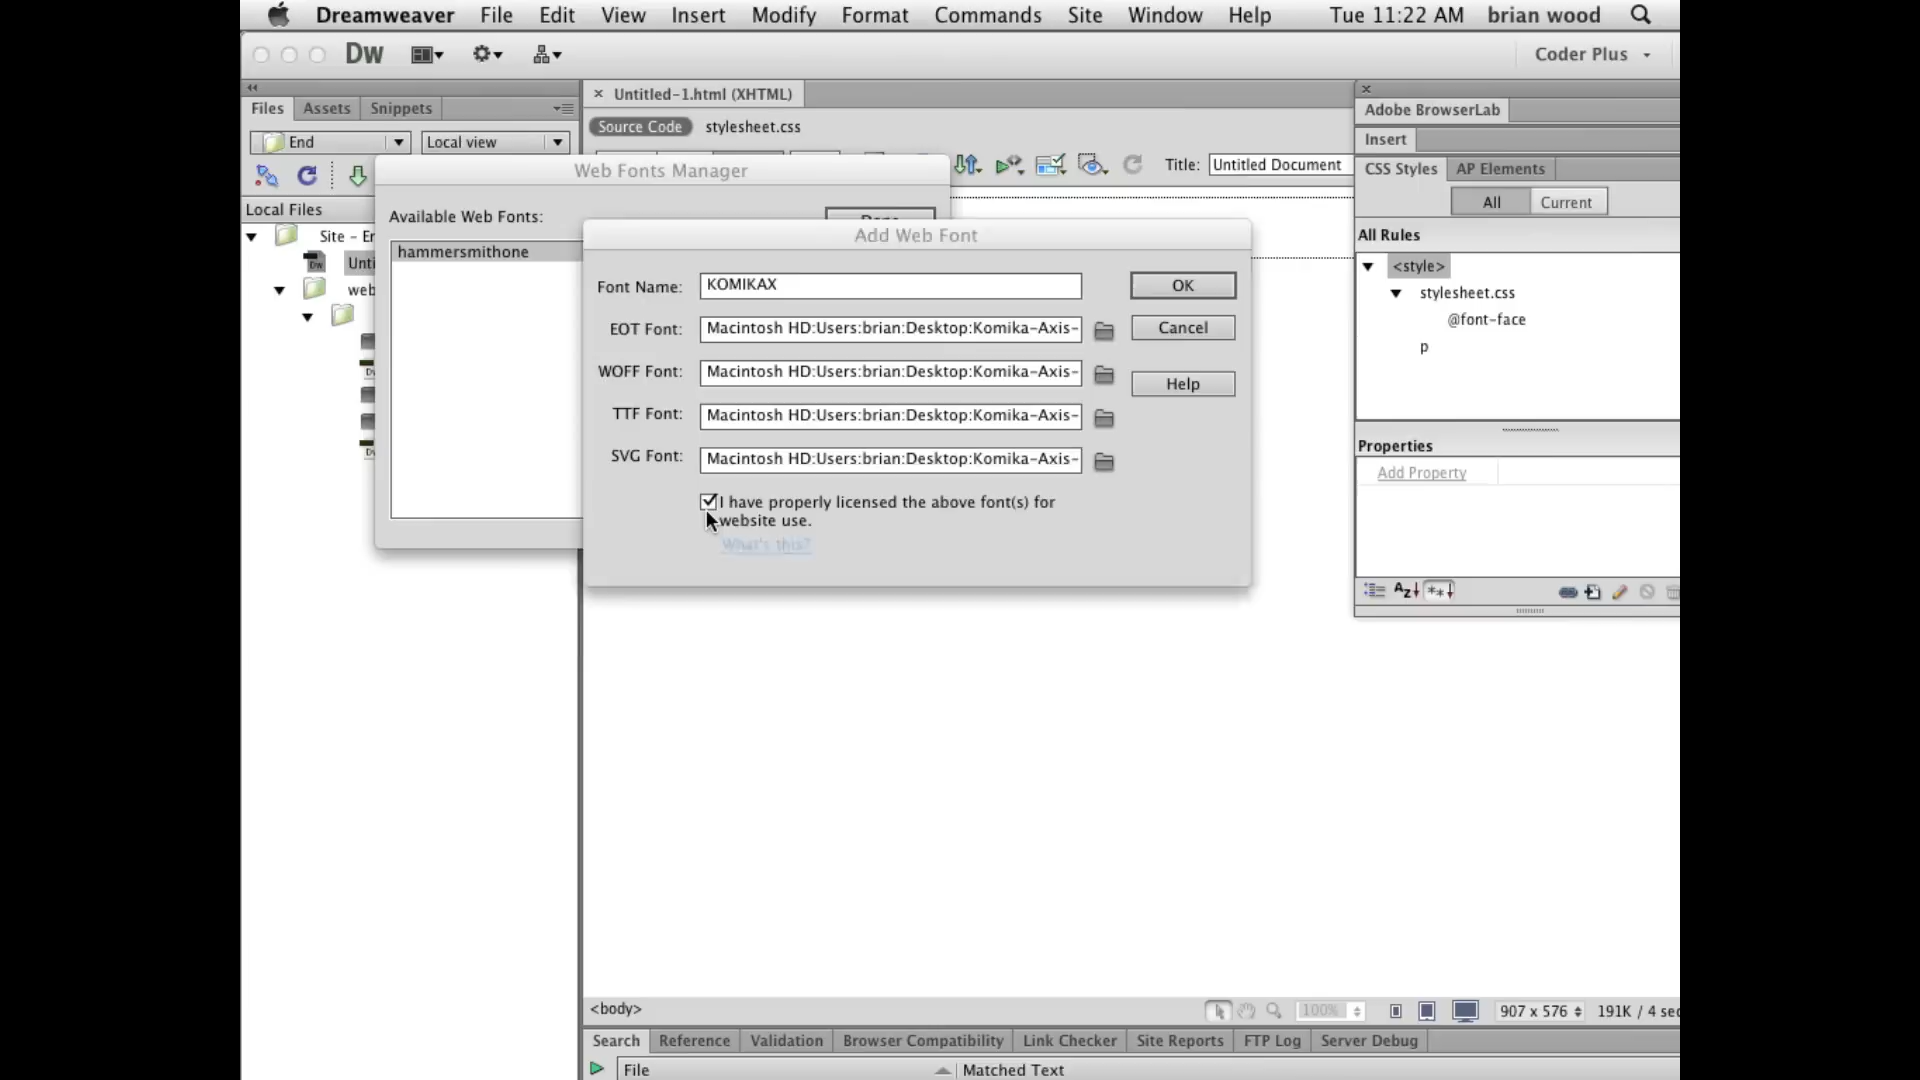 Dreamweaver File Edit View Insert Modify Format Commands Site Window Help Tue 11:22 AM brian wood
Dw Coder Plus
Files Assets Snippets
Untitled-1.html (XHTML)
Adobe BrowserLab
End Local view
Source Code stylesheet.css
Insert
Title: Untitled Document
CSS Styles AP Elements
All Current
Local Files
Site - En
Unti
web
Web Fonts Manager
Available Web Fonts:
hammersmithone
Add Web Font
Font Name: KOMIKAX OK
EOT Font: Macintosh HD:Users:brian:Desktop:Komika-Axis- Cancel
WOFF Font: Macintosh HD:Users:brian:Desktop:Komika-Axis- Help
TTF Font: Macintosh HD:Users:brian:Desktop:Komika-Axis-
SVG Font: Macintosh HD:Users:brian:Desktop:Komika-Axis-
I have properly licensed the above font(s) for
website use.
What's this?
All Rules
<style>
stylesheet.css
@font-face
p
Properties
Add Property
<body> 100% 907 x 576 191K / 4 sec
Search Reference Validation Browser Compatibility Link Checker Site Reports FTP Log Server Debug
File Matched Text